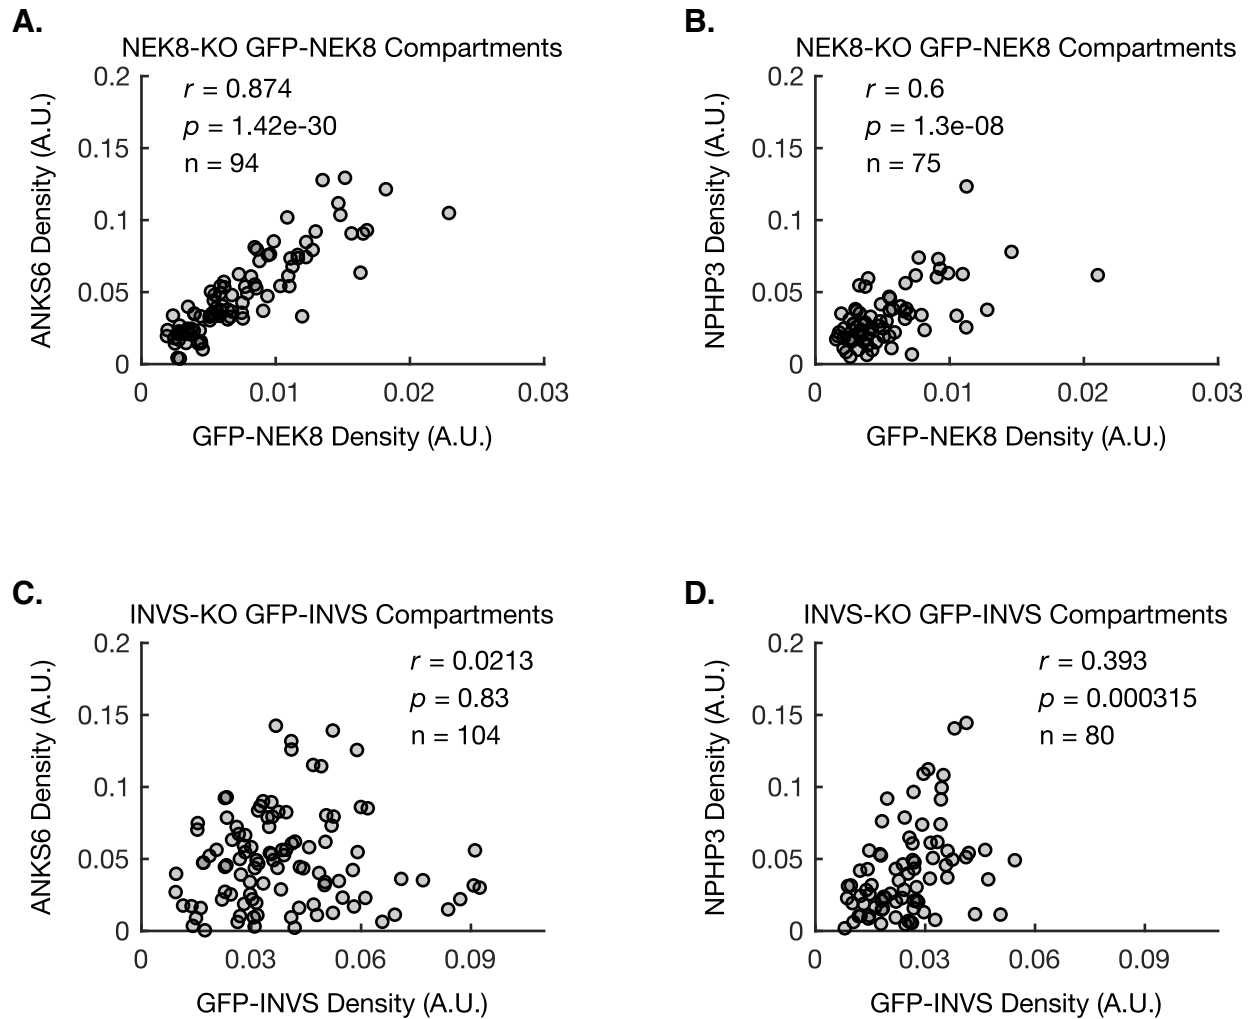 A.
NEK8-KO GFP-NEK8 Compartments
r = 0.874
p = 1.42e-30
n = 94
ANKS6 Density (A.U.)
0.2
0.15
0.1
0.05
0
0 0.01 0.02 0.03
GFP-NEK8 Density (A.U.)
B.
NEK8-KO GFP-NEK8 Compartments
r = 0.6
p = 1.3e-08
n = 75
NPHP3 Density (A.U.)
0.2
0.15
0.1
0.05
0
0 0.01 0.02 0.03
GFP-NEK8 Density (A.U.)
C.
INVS-KO GFP-INVS Compartments
r = 0.0213
p = 0.83
n = 104
ANKS6 Density (A.U.)
0.2
0.15
0.1
0.05
0
0 0.03 0.06 0.09
GFP-INVS Density (A.U.)
D.
INVS-KO GFP-INVS Compartments
r = 0.393
p = 0.000315
n = 80
NPHP3 Density (A.U.)
0.2
0.15
0.1
0.05
0
0 0.03 0.06 0.09
GFP-INVS Density (A.U.)